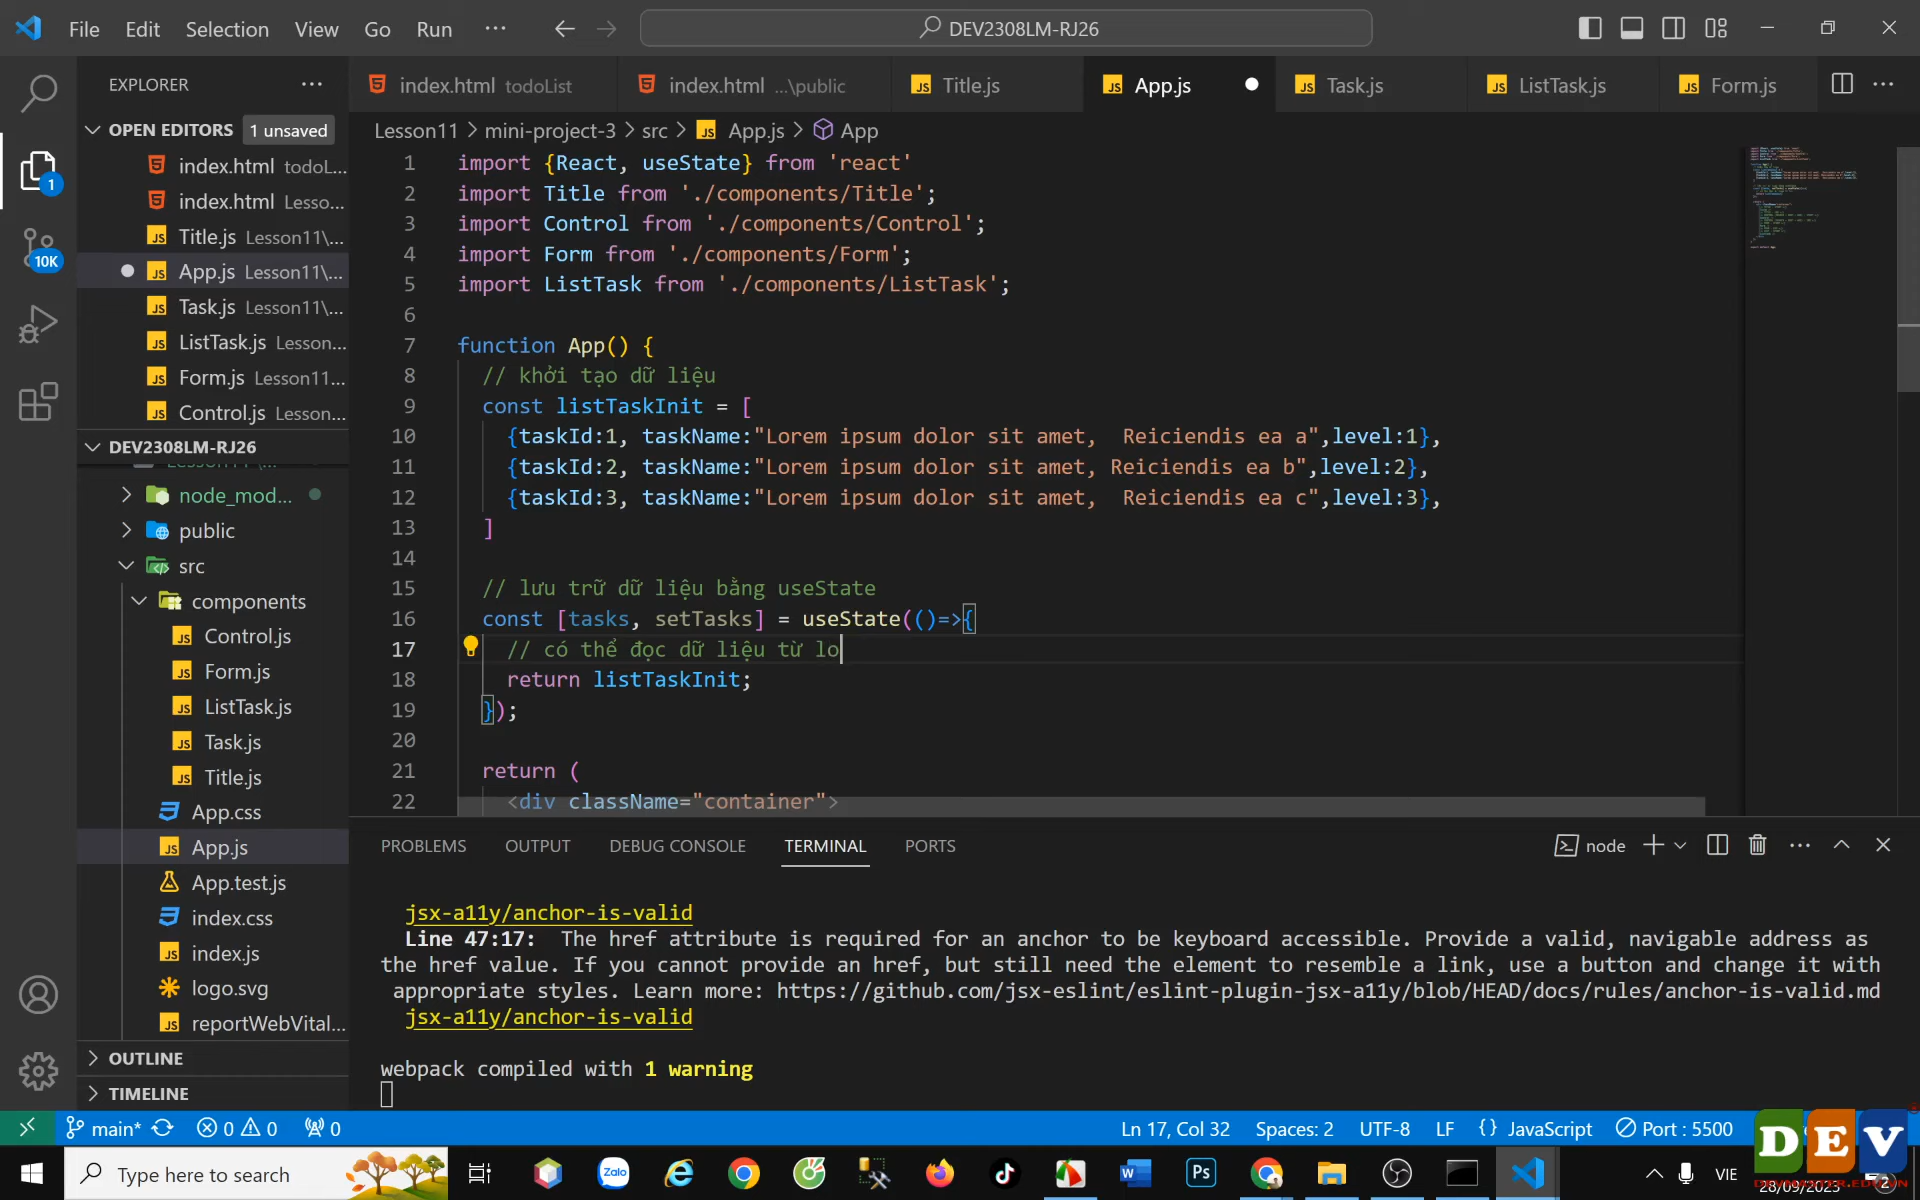 File Edit Selection View Go Run ··· DEV2308LM-RJ26
EXPLORER ···
index.html todoList index.html ...\public Title.js App.js Task.js ListTask.js Form.js ···
OPEN EDITORS 1 unsaved
index.html todoL...
index.html Lesso...
Title.js Lesson11\...
App.js Lesson11\...
Task.js Lesson11\...
ListTask.js Lesson...
Form.js Lesson11...
Control.js Lesson...
DEV2308LM-RJ26
node_mod...
public
src
components
Control.js
Form.js
ListTask.js
Task.js
Title.js
App.css
App.js
App.test.js
index.css
index.js
logo.svg
reportWebVital...
OUTLINE
TIMELINE
1
10K
Lesson11 > mini-project-3 > src > App.js > App
1 import {React, useState} from 'react'
2 import Title from './components/Title';
3 import Control from './components/Control';
4 import Form from './components/Form';
5 import ListTask from './components/ListTask';
6
7 function App() {
8 // khởi tạo dữ liệu
9 const listTaskInit = [
10 {taskId:1, taskName:"Lorem ipsum dolor sit amet,  Reiciendis ea a",level:1},
11 {taskId:2, taskName:"Lorem ipsum dolor sit amet, Reiciendis ea b",level:2},
12 {taskId:3, taskName:"Lorem ipsum dolor sit amet,  Reiciendis ea c",level:3},
13 ]
14
15 // lưu trữ dữ liệu bằng useState
16 const [tasks, setTasks] = useState(()=>{
17 // có thể đọc dữ liệu từ lo
18 return listTaskInit;
19 });
20
21 return (
22 <div className="container">
PROBLEMS OUTPUT DEBUG CONSOLE TERMINAL PORTS node ···
jsx-a11y/anchor-is-valid
Line 47:17:  The href attribute is required for an anchor to be keyboard accessible. Provide a valid, navigable address as
the href value. If you cannot provide an href, but still need the element to resemble a link, use a button and change it with
appropriate styles. Learn more: https://github.com/jsx-eslint/eslint-plugin-jsx-a11y/blob/HEAD/docs/rules/anchor-is-valid.md
jsx-a11y/anchor-is-valid
webpack compiled with 1 warning
main* 0 0 0 Ln 17, Col 32 Spaces: 2 UTF-8 LF {} JavaScript Port : 5500
Type here to search Zalo W Ps VIE 28/09/2023 2
DEV